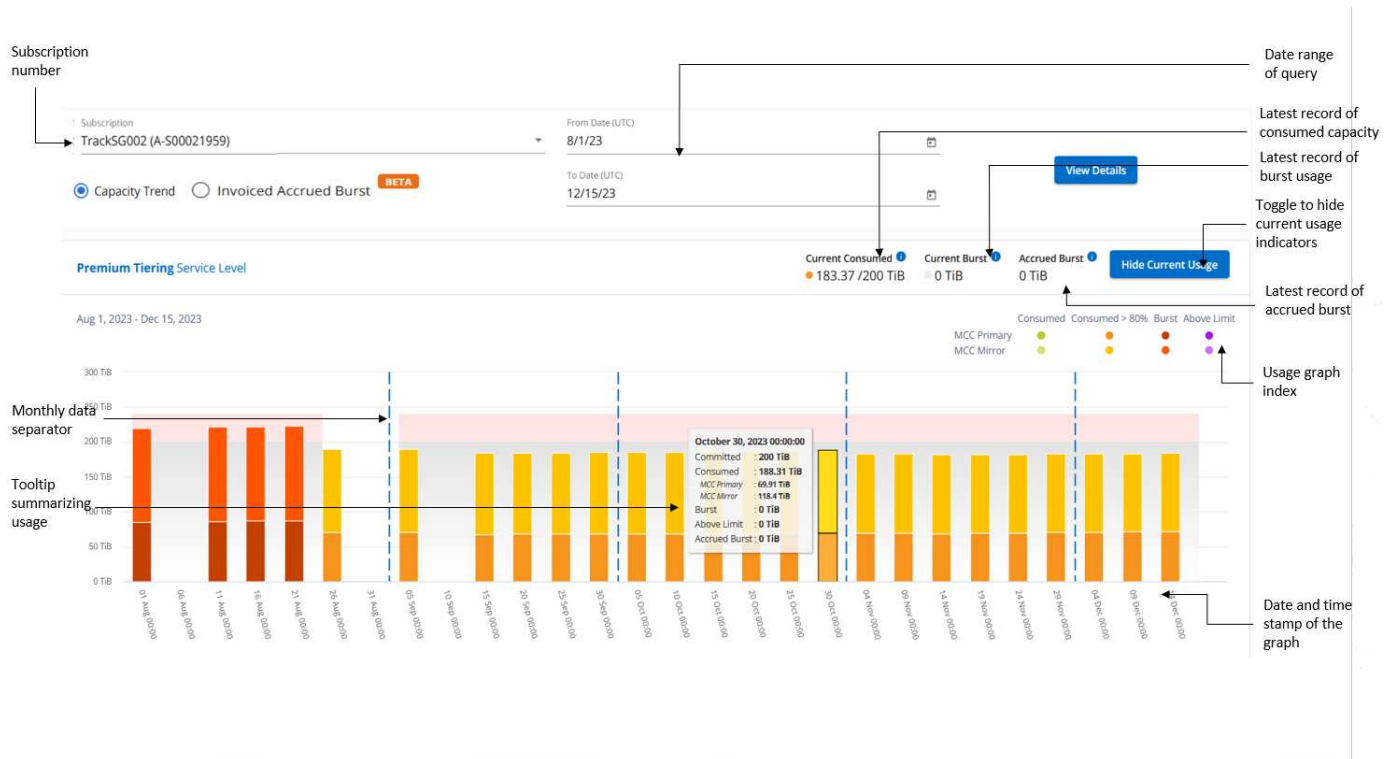 Subscription
number
Date range
of query
Latest record of
consumed capacity
Latest record of
burst usage
Toggle to hide
current usage
indicators
Latest record of
accrued burst
Usage graph
index
Monthly data
separator
Tooltip
summarizing
usage
Date and time
stamp of the
graph
Subscription
TrackSG002 (A-S00021959)
From Date (UTC)
8/1/23
Capacity Trend
Invoiced Accrued Burst
BETA
To Date (UTC)
12/15/23
View Details
Premium Tiering Service Level
Current Consumed
183.37 /200 TiB
Current Burst
0 TiB
Accrued Burst
0 TiB
Hide Current Usage
Aug 1, 2023 - Dec 15, 2023
Consumed Consumed > 80% Burst Above Limit
MCC Primary
MCC Mirror
300 TiB
250 TiB
200 TiB
150 TiB
100 TiB
50 TiB
0 TiB
October 30, 2023 00:00:00
Committed : 200 TiB
Consumed : 188.31 TiB
MCC Primary : 69.91 TiB
MCC Mirror : 118.4 TiB
Burst : 0 TiB
Above Limit : 0 TiB
Accrued Burst : 0 TiB
01 Aug 00:00
06 Aug 00:00
11 Aug 00:00
16 Aug 00:00
21 Aug 00:00
26 Aug 00:00
31 Aug 00:00
05 Sep 00:00
10 Sep 00:00
15 Sep 00:00
20 Sep 00:00
25 Sep 00:00
30 Sep 00:00
05 Oct 00:00
10 Oct 00:00
15 Oct 00:00
20 Oct 00:00
25 Oct 00:00
30 Oct 00:00
04 Nov 00:00
09 Nov 00:00
14 Nov 00:00
19 Nov 00:00
24 Nov 00:00
29 Nov 00:00
04 Dec 00:00
09 Dec 00:00
Dec 00:00